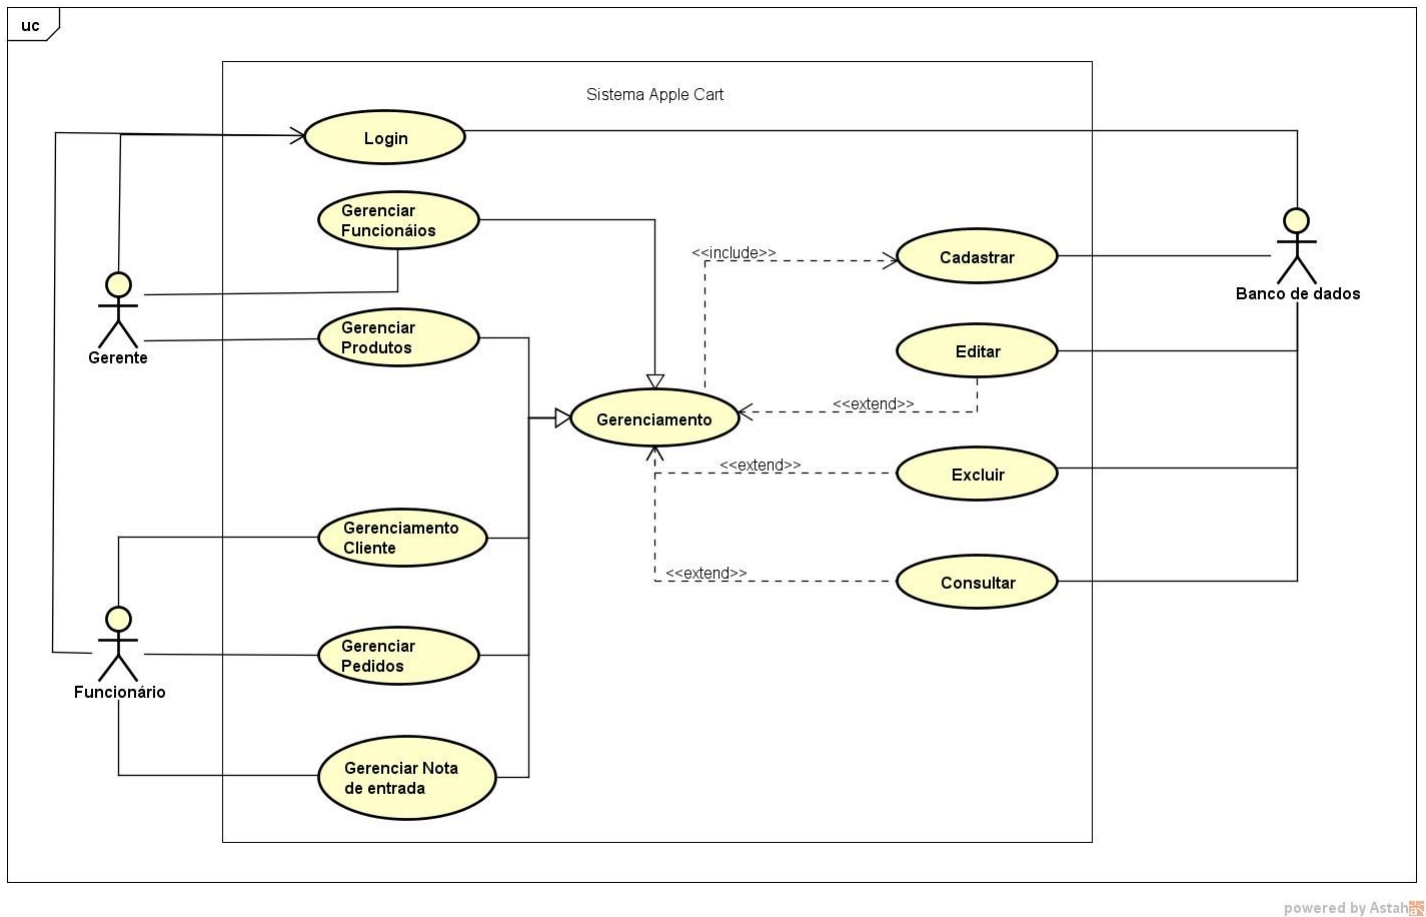 uc
Sistema Apple Cart
Login
Gerenciar
Funcionáios
<<include>>
Cadastrar
Banco de dados
Gerenciar
Produtos
Gerente
Editar
<<extend>>
Gerenciamento
<<extend>>
Excluir
Gerenciamento
Cliente
<<extend>>
Consultar
Gerenciar
Pedidos
Funcionário
Gerenciar Nota
de entrada
powered by Astah